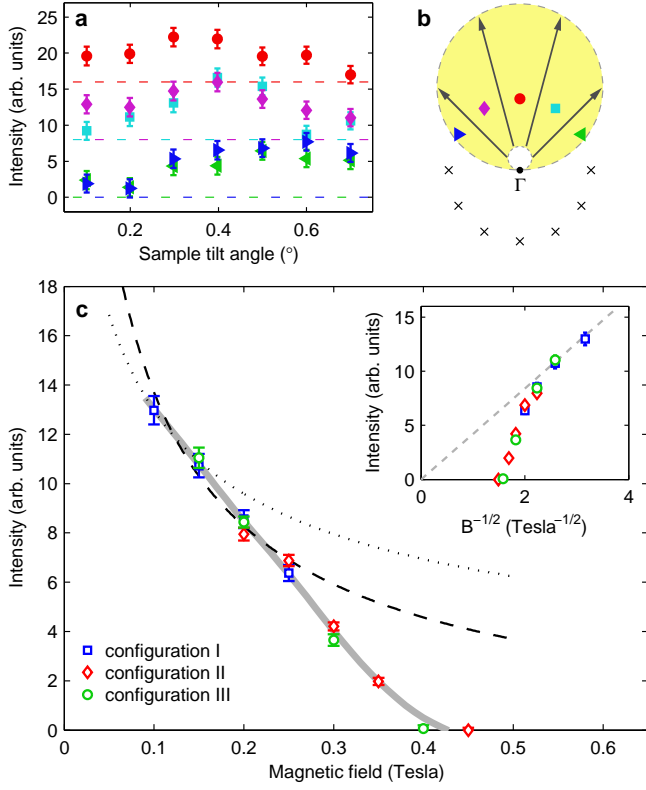 a
25
20
15
10
5
0
Intensity (arb. units)
0.2
0.4
0.6
Sample tilt angle (°)
b
Γ
c
18
16
14
12
10
8
6
4
2
0
Intensity (arb. units)
0
0.1
0.2
0.3
0.4
0.5
0.6
Magnetic field (Tesla)
configuration I
configuration II
configuration III
15
10
5
0
Intensity (arb. units)
0
2
4
B⁻¹/² (Tesla⁻¹/²)